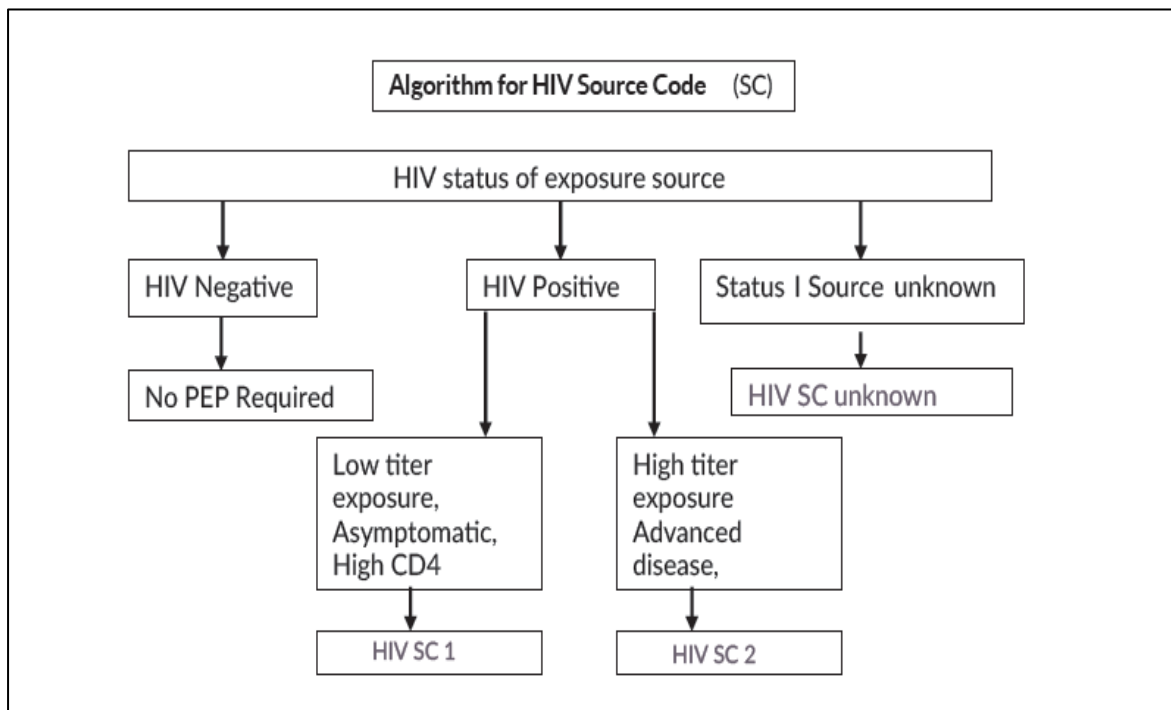 Algorithm for HIV Source Code (SC)
HIV status of exposure source
HIV Negative
HIV Positive
Status I Source unknown
No PEP Required
HIV SC unknown
Low titer
exposure,
Asymptomatic,
High CD4
High titer
exposure
Advanced
disease,
HIV SC 1
HIV SC 2